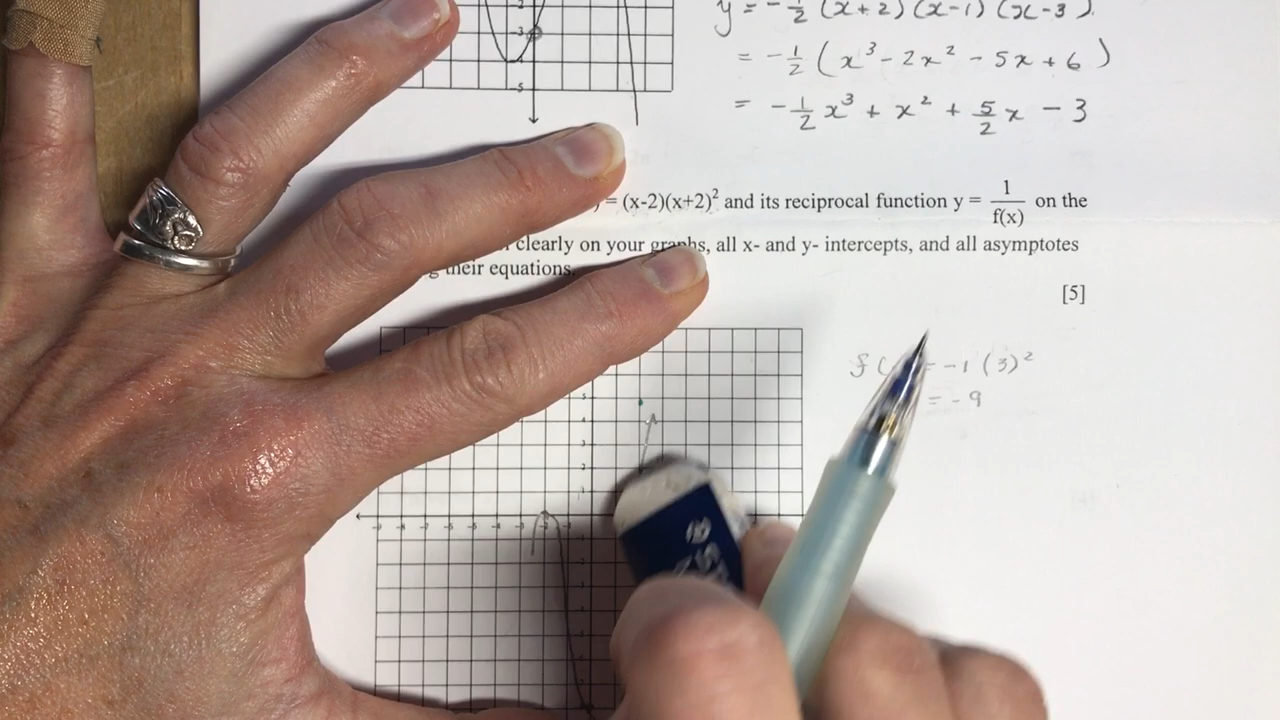 y = -1/2 (x+2)(x-1)(x-3).
= -1/2 (x³ - 2x² - 5x + 6)
= -1/2 x³ + x² + 5/2 x - 3
= (x-2)(x+2)² and its reciprocal function y = 1/f(x) on the
clearly on your graphs, all x- and y- intercepts, and all asymptotes
their equations.
[5]
= -1 (3)²
= -9